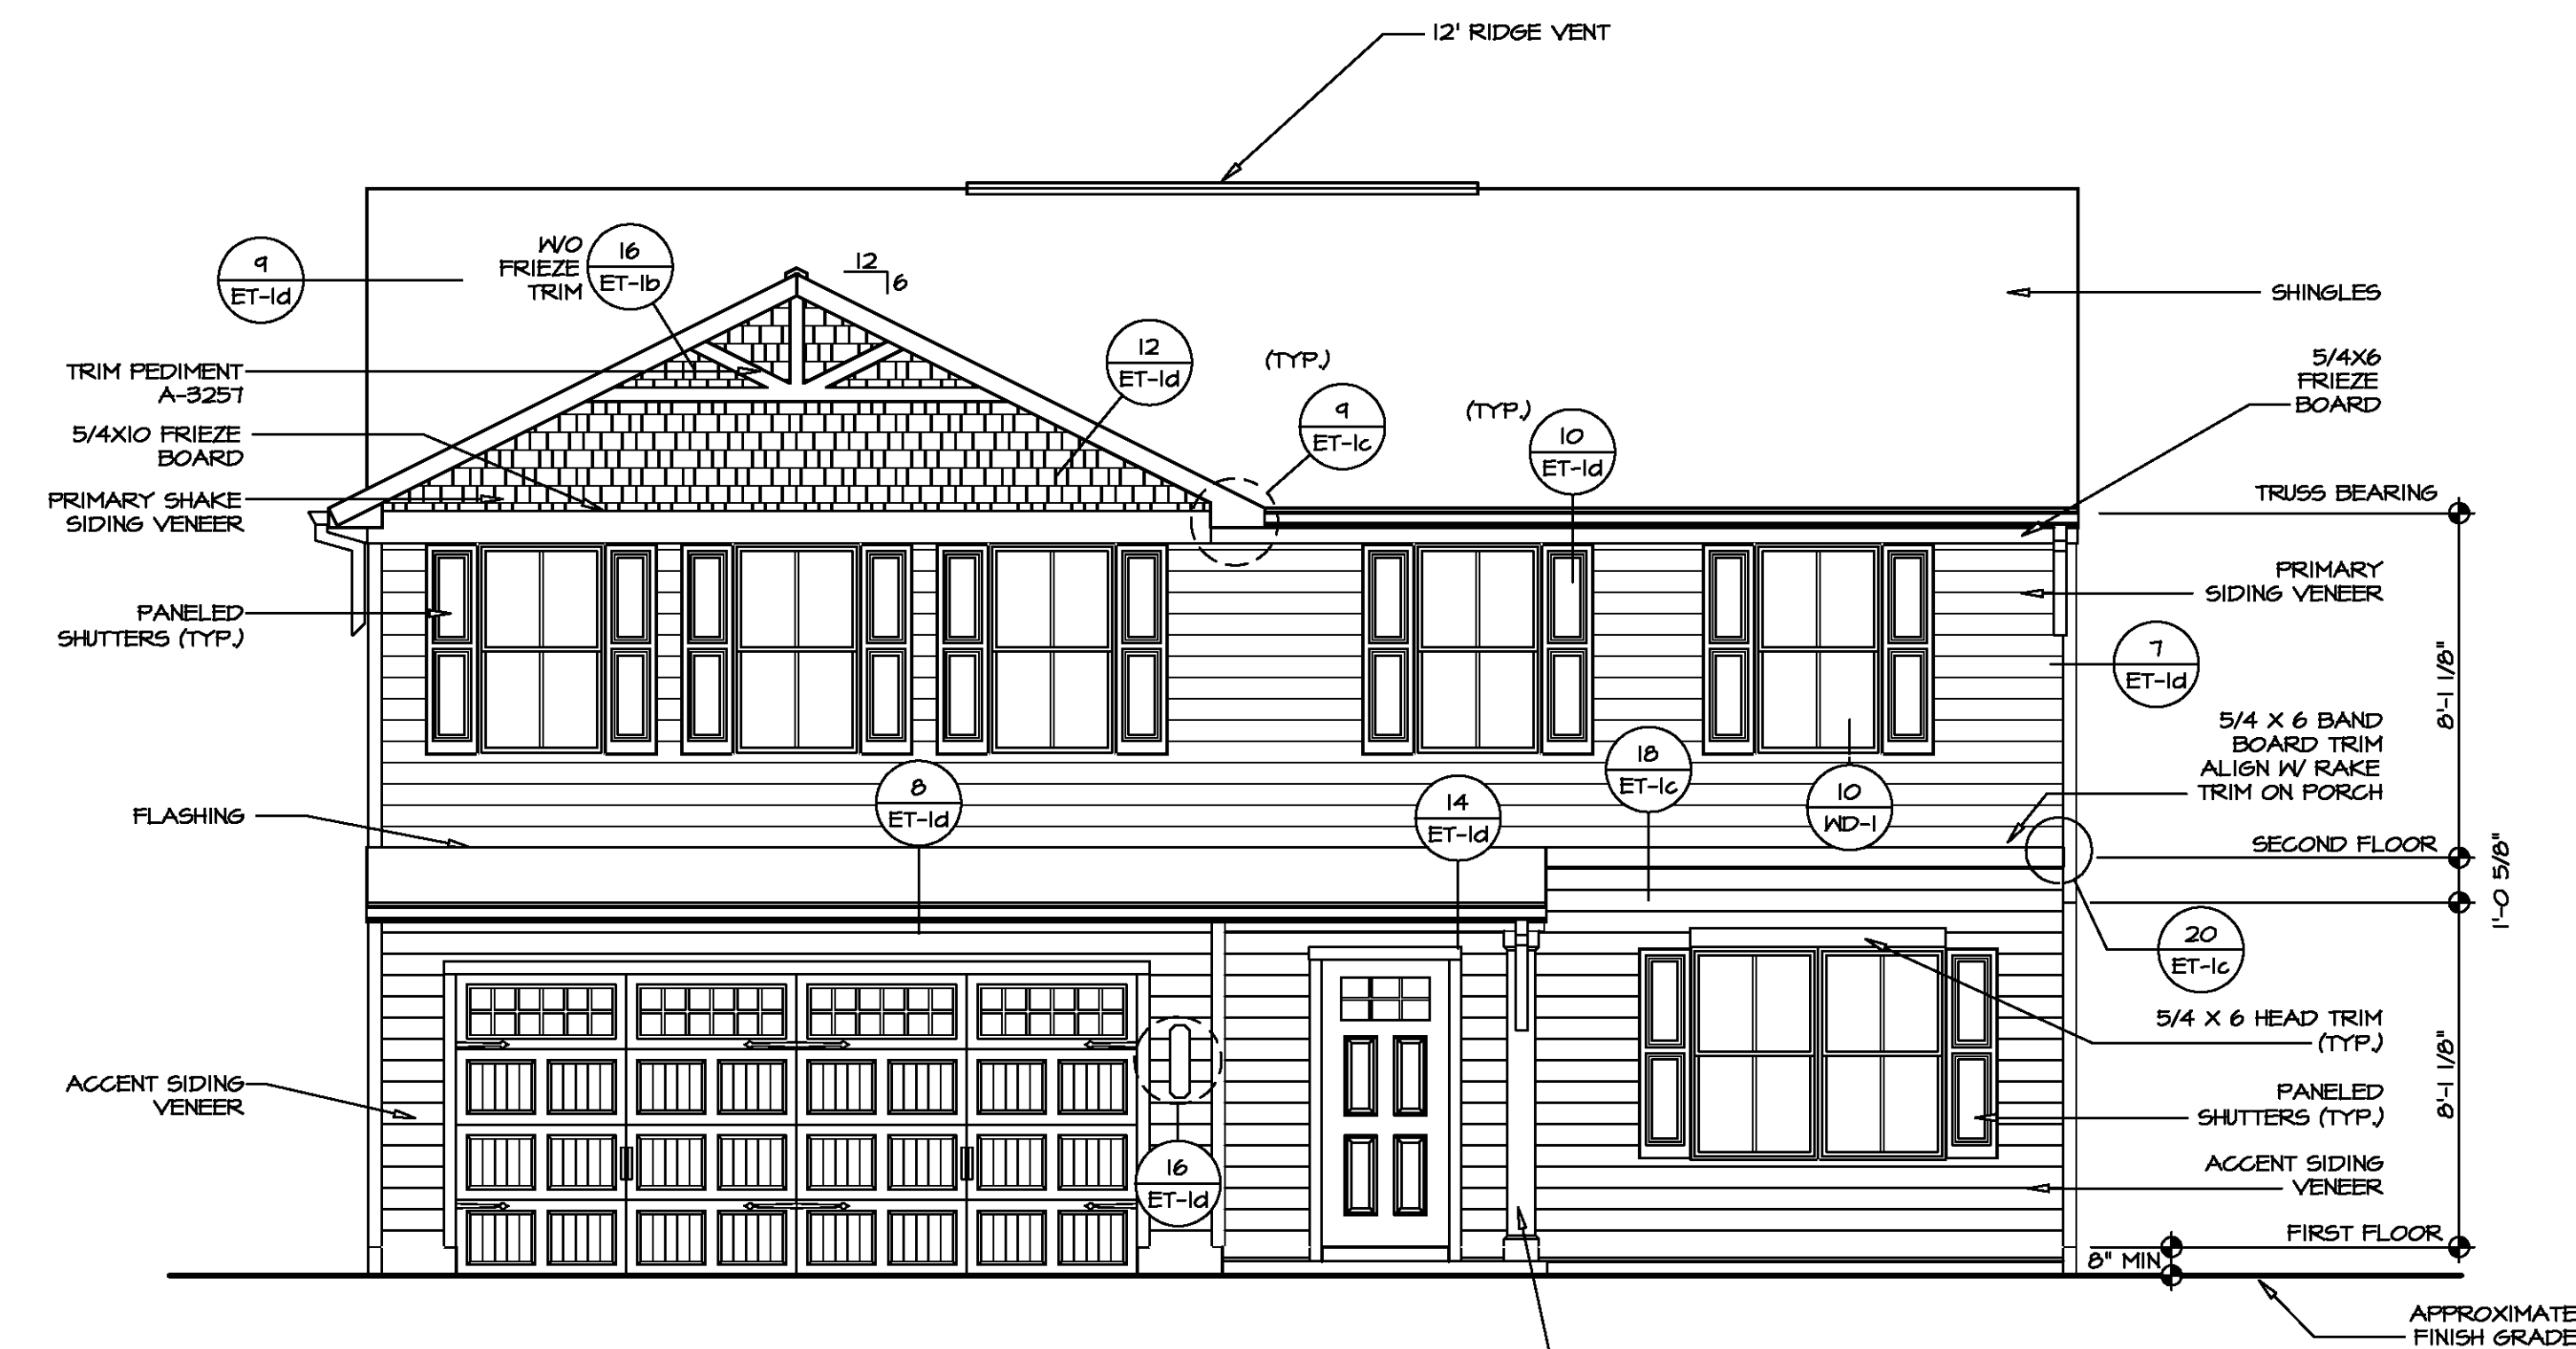 12' RIDGE VENT
9
ET-1d
W/O
FRIEZE
TRIM
16
ET-1b
12
6
SHINGLES
TRIM PEDIMENT
A-3257
12
ET-1d
(TYP.)
9
ET-1c
(TYP.)
10
ET-1d
5/4X6
FRIEZE
BOARD
5/4X10 FRIEZE
BOARD
PRIMARY SHAKE
SIDING VENEER
TRUSS BEARING
PRIMARY
SIDING VENEER
PANELED
SHUTTERS (TYP.)
7
ET-1d
8'-1 1/8"
5/4 X 6 BAND
BOARD TRIM
ALIGN W/ RAKE
TRIM ON PORCH
FLASHING
8
ET-1d
14
ET-1d
18
ET-1c
10
WD-1
SECOND FLOOR
1'-0 5/8"
20
ET-1c
5/4 X 6 HEAD TRIM
(TYP.)
ACCENT SIDING
VENEER
PANELED
SHUTTERS (TYP.)
8'-1 1/8"
16
ET-1d
ACCENT SIDING
VENEER
FIRST FLOOR
8" MIN
APPROXIMATE
FINISH GRADE